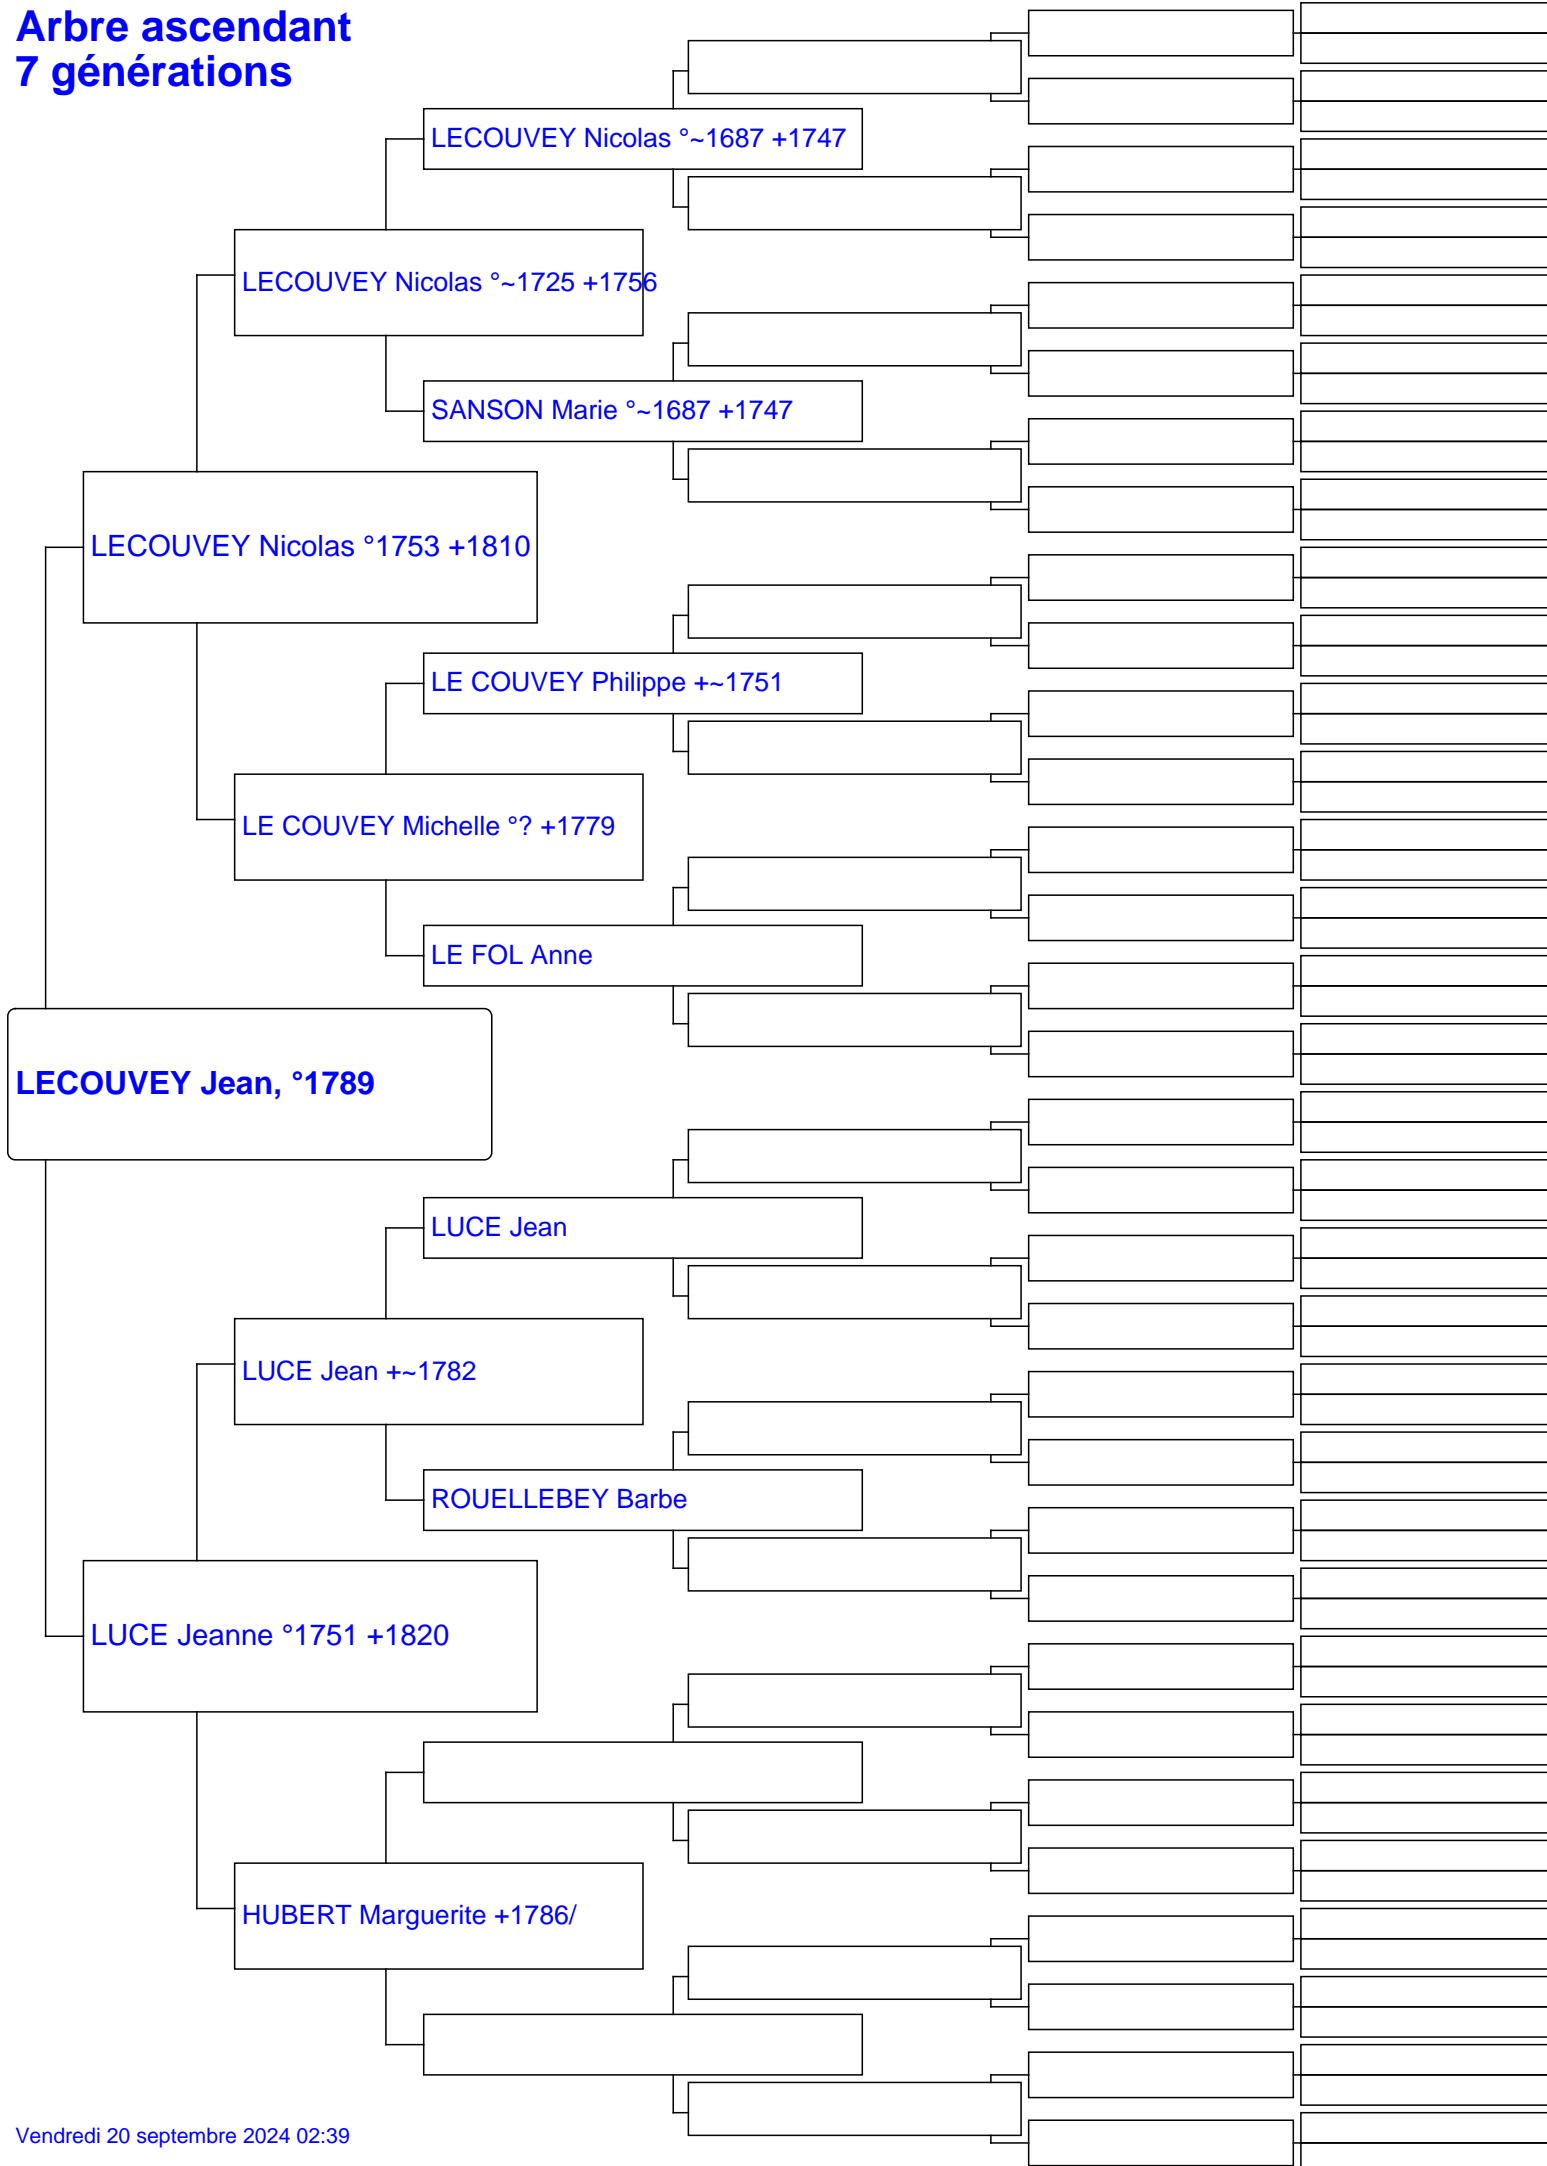 Arbre ascendant
7 générations
LECOUVEY Nicolas °~1687 +1747
LECOUVEY Nicolas °~1725 +1756
SANSON Marie °~1687 +1747
LECOUVEY Nicolas °1753 +1810
LE COUVEY Philippe +~1751
LE COUVEY Michelle °? +1779
LE FOL Anne
LECOUVEY Jean, °1789
LUCE Jean
LUCE Jean +~1782
ROUELLEBEY Barbe
LUCE Jeanne °1751 +1820
HUBERT Marguerite +1786/
Vendredi 20 septembre 2024 02:39